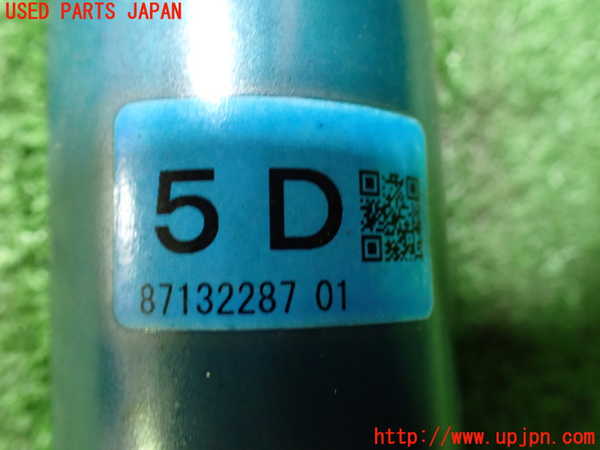 USED PARTS JAPAN
5 D
87132287 01
http://www.upjpn.com/